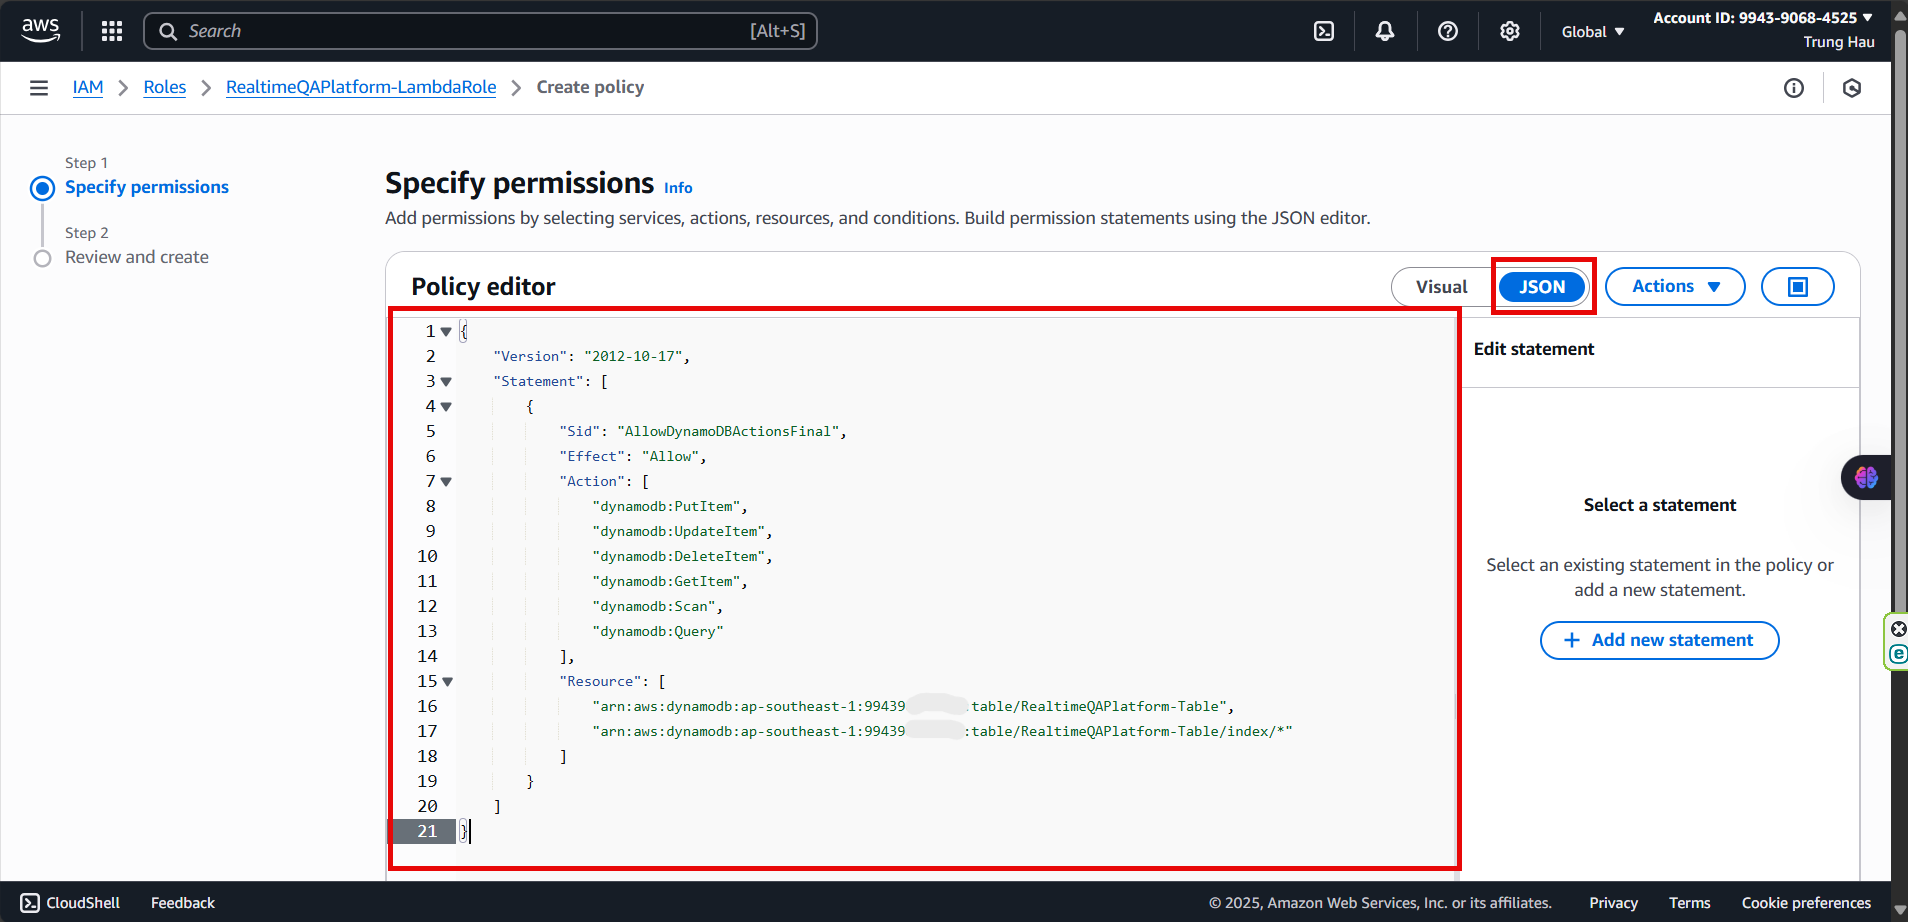 aws
Search [Alt+S]
Global
Account ID: 9943-9068-4525
Trung Hau
IAM
Roles
RealtimeQAPlatform-LambdaRole
Create policy
Step 1
Specify permissions
Step 2
Review and create
Specify permissions Info
Add permissions by selecting services, actions, resources, and conditions. Build permission statements using the JSON editor.
Policy editor
Visual
JSON
Actions
1 {
2 "Version": "2012-10-17",
3 "Statement": [
4 {
5 "Sid": "AllowDynamoDBActionsFinal",
6 "Effect": "Allow",
7 "Action": [
8 "dynamodb:PutItem",
9 "dynamodb:UpdateItem",
10 "dynamodb:DeleteItem",
11 "dynamodb:GetItem",
12 "dynamodb:Scan",
13 "dynamodb:Query"
14 ],
15 "Resource": [
16 "arn:aws:dynamodb:ap-southeast-1:99439 :table/RealtimeQAPlatform-Table",
17 "arn:aws:dynamodb:ap-southeast-1:99439 :table/RealtimeQAPlatform-Table/index/*"
18 ]
19 }
20 ]
21 }
Edit statement
Select a statement
Select an existing statement in the policy or
add a new statement.
+ Add new statement
CloudShell
Feedback
© 2025, Amazon Web Services, Inc. or its affiliates.
Privacy
Terms
Cookie preferences